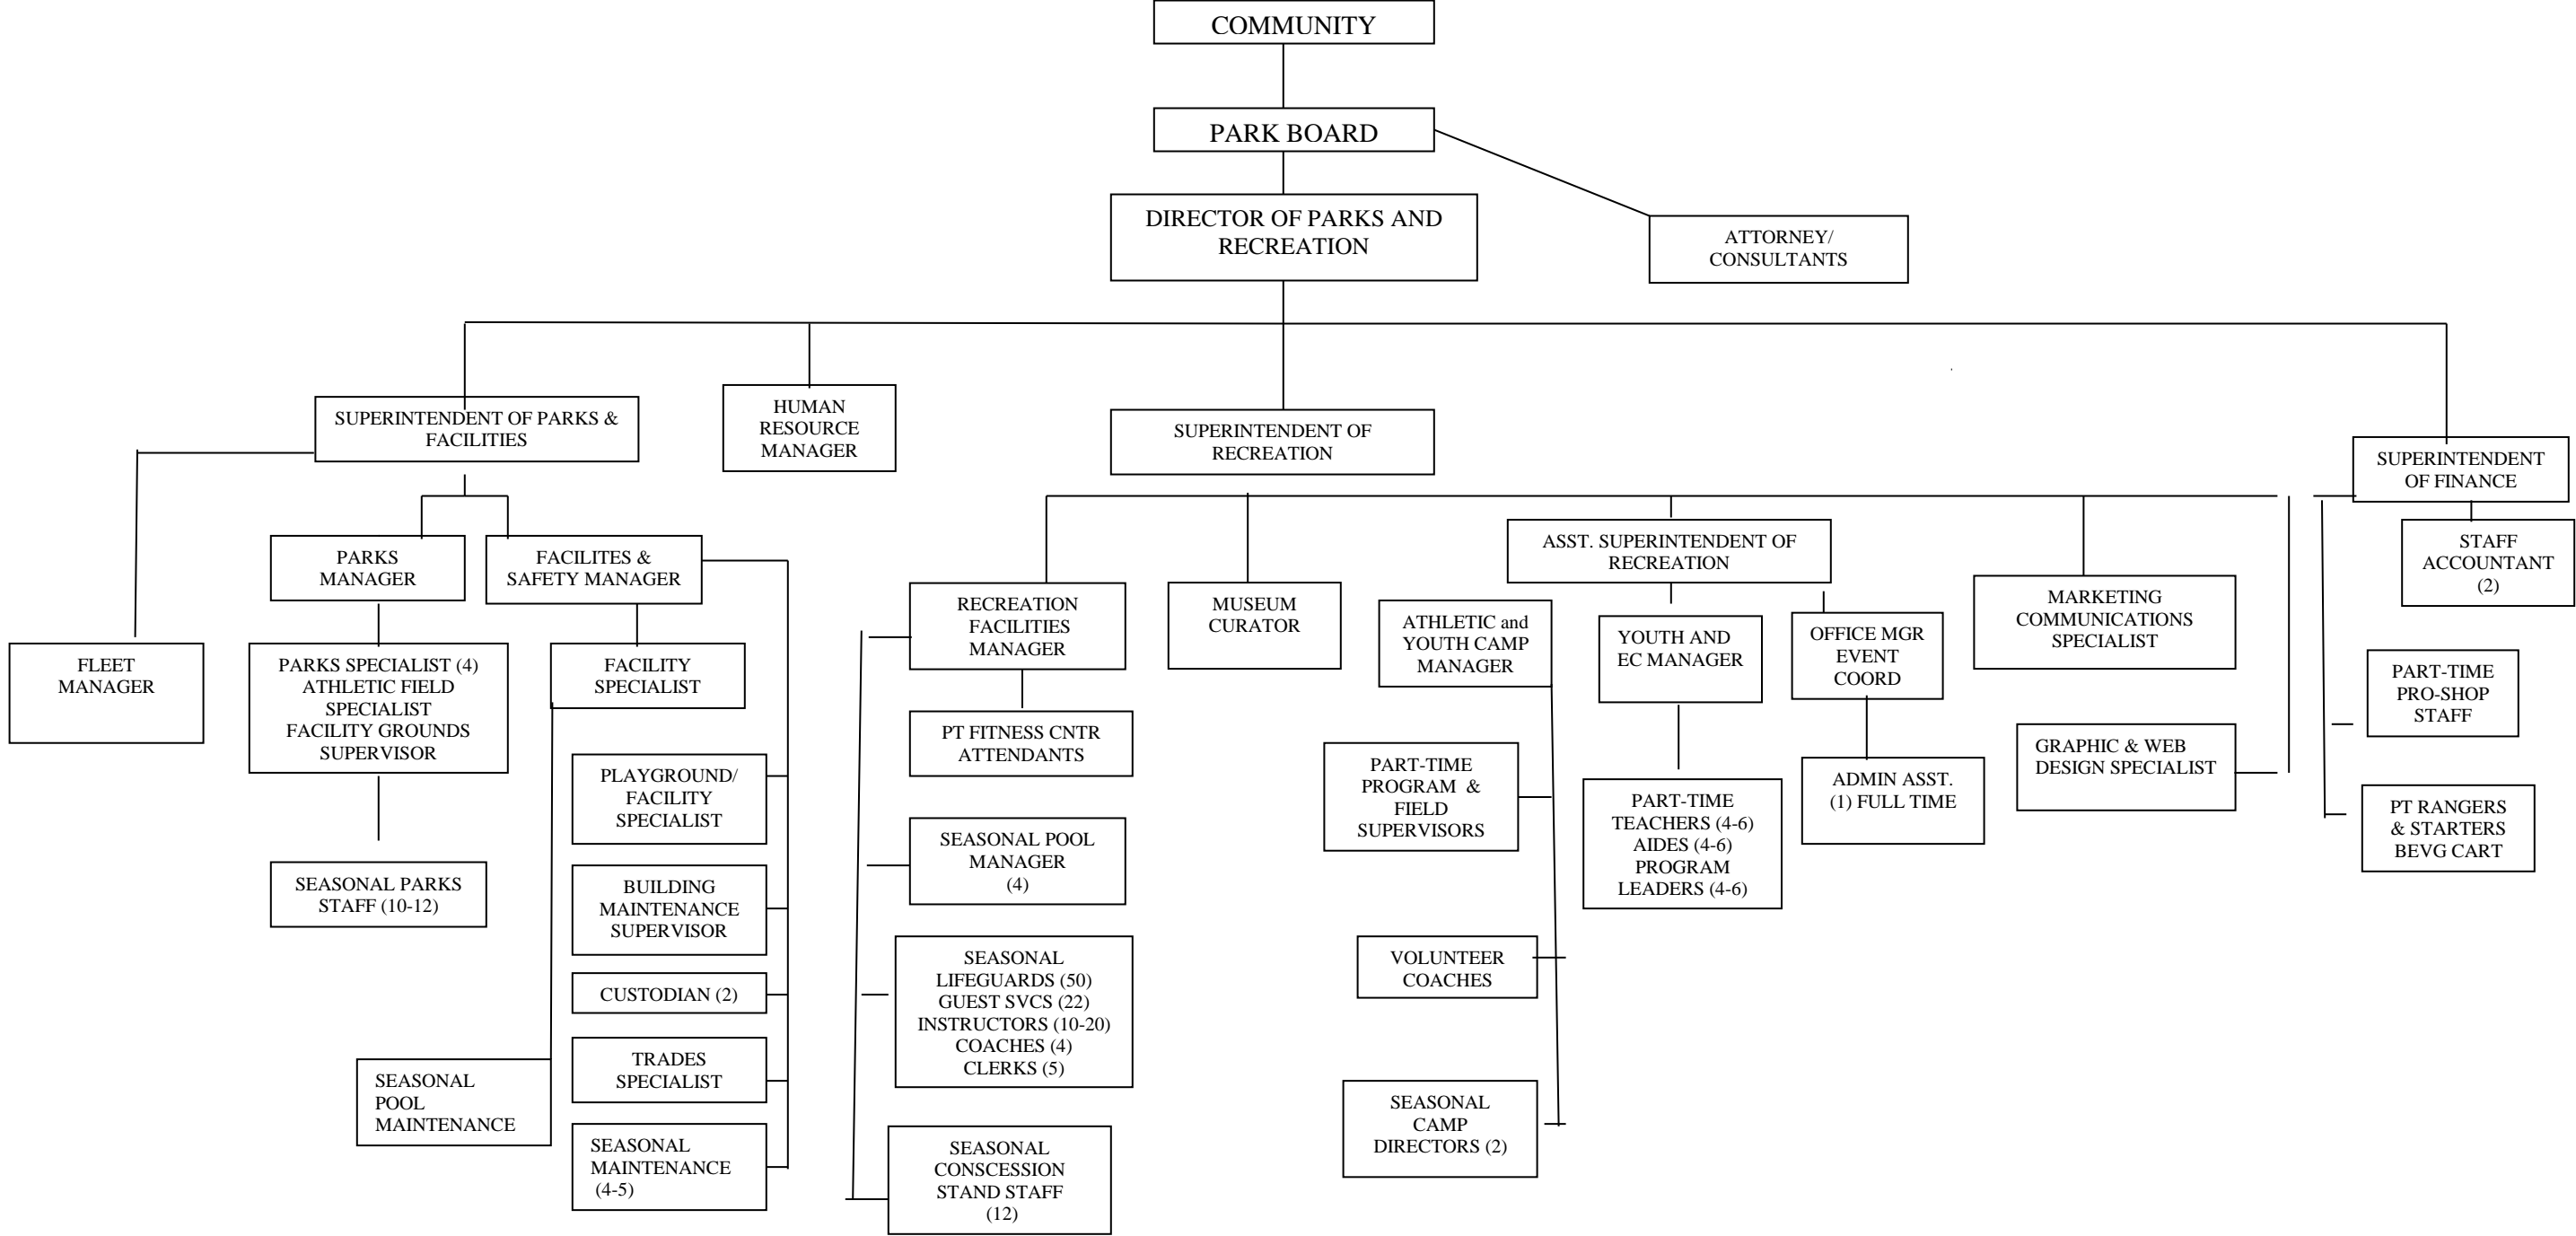 COMMUNITY
PARK BOARD
DIRECTOR OF PARKS AND
RECREATION
ATTORNEY/
CONSULTANTS
SUPERINTENDENT OF PARKS &
FACILITIES
HUMAN
RESOURCE
MANAGER
SUPERINTENDENT OF
RECREATION
SUPERINTENDENT
OF FINANCE
PARKS
MANAGER
FACILITES &
SAFETY MANAGER
ASST. SUPERINTENDENT OF
RECREATION
STAFF
ACCOUNTANT
(2)
FLEET
MANAGER
PARKS SPECIALIST (4)
ATHLETIC FIELD
SPECIALIST
FACILITY GROUNDS
SUPERVISOR
FACILITY
SPECIALIST
RECREATION
FACILITIES
MANAGER
MUSEUM
CURATOR
ATHLETIC and
YOUTH CAMP
MANAGER
YOUTH AND
EC MANAGER
OFFICE MGR
EVENT
COORD
MARKETING
COMMUNICATIONS
SPECIALIST
PART-TIME
PRO-SHOP
STAFF
PT FITNESS CNTR
ATTENDANTS
PLAYGROUND/
FACILITY
SPECIALIST
PART-TIME
PROGRAM  &
FIELD
SUPERVISORS
PART-TIME
TEACHERS (4-6)
AIDES (4-6)
PROGRAM
LEADERS (4-6)
ADMIN ASST.
(1) FULL TIME
GRAPHIC & WEB
DESIGN SPECIALIST
PT RANGERS
& STARTERS
BEVG CART
SEASONAL PARKS
STAFF (10-12)
BUILDING
MAINTENANCE
SUPERVISOR
SEASONAL POOL
MANAGER
(4)
CUSTODIAN (2)
SEASONAL
LIFEGUARDS (50)
GUEST SVCS (22)
INSTRUCTORS (10-20)
COACHES (4)
CLERKS (5)
VOLUNTEER
COACHES
SEASONAL
POOL
MAINTENANCE
TRADES
SPECIALIST
SEASONAL
MAINTENANCE
(4-5)
SEASONAL
CONSCESSION
STAND STAFF
(12)
SEASONAL
CAMP
DIRECTORS (2)